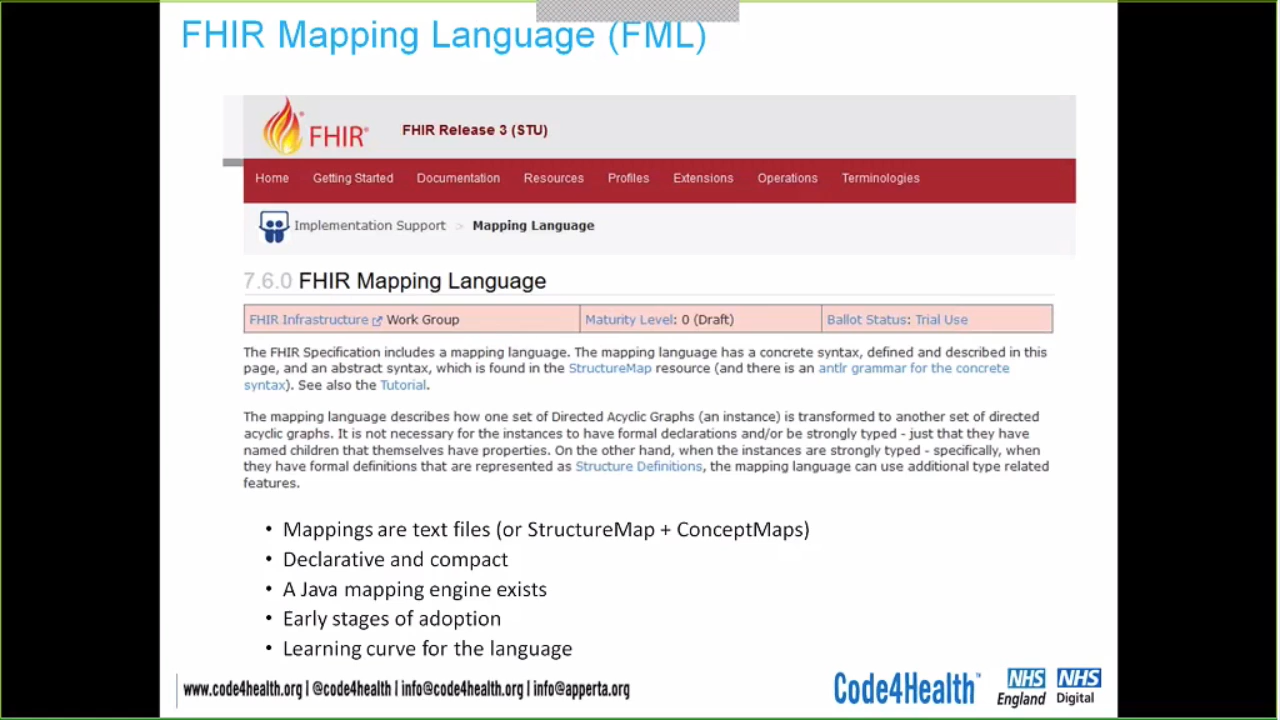 FHIR Mapping Language (FML)
FHIR® FHIR Release 3 (STU)
Home Getting Started Documentation Resources Profiles Extensions Operations Terminologies
Implementation Support > Mapping Language
7.6.0 FHIR Mapping Language
FHIR Infrastructure Work Group Maturity Level: 0 (Draft) Ballot Status: Trial Use
The FHIR Specification includes a mapping language. The mapping language has a concrete syntax, defined and described in this
page, and an abstract syntax, which is found in the StructureMap resource (and there is an antlr grammar for the concrete
syntax). See also the Tutorial.
The mapping language describes how one set of Directed Acyclic Graphs (an instance) is transformed to another set of directed
acyclic graphs. It is not necessary for the instances to have formal declarations and/or be strongly typed - just that they have
named children that themselves have properties. On the other hand, when the instances are strongly typed - specifically, when
they have formal definitions that are represented as Structure Definitions, the mapping language can use additional type related
features.
• Mappings are text files (or StructureMap + ConceptMaps)
• Declarative and compact
• A Java mapping engine exists
• Early stages of adoption
• Learning curve for the language
www.code4health.org | @code4health | info@code4health.org | info@apperta.org
Code4Health™
NHS England
NHS Digital